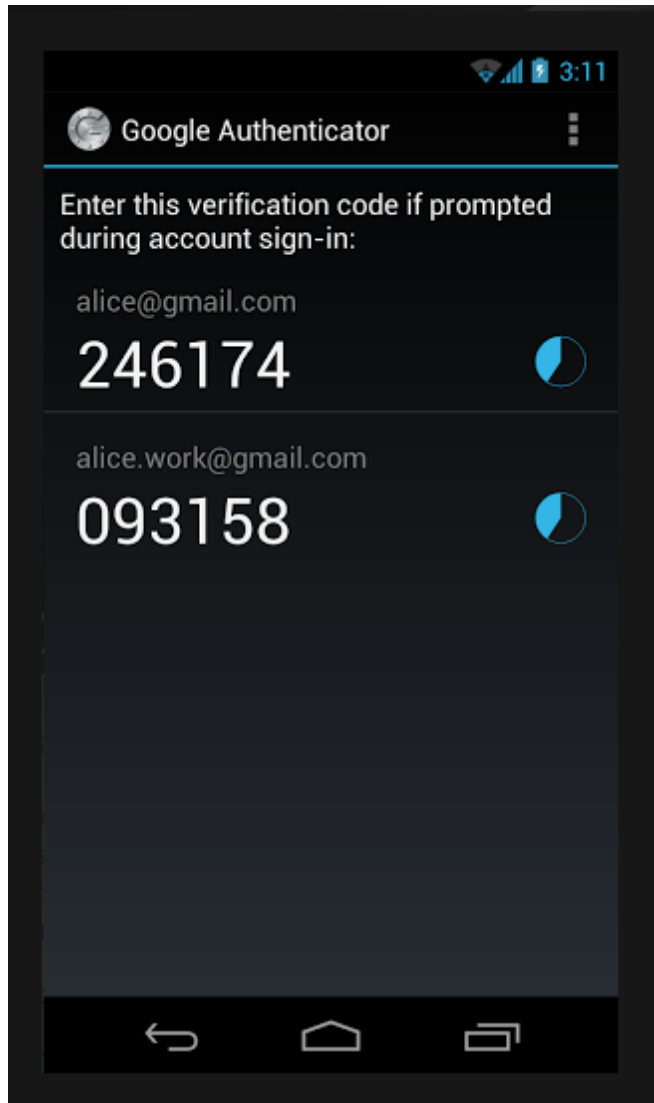 3:11
Google Authenticator
Enter this verification code if prompted
during account sign-in:
alice@gmail.com
246174
alice.work@gmail.com
093158